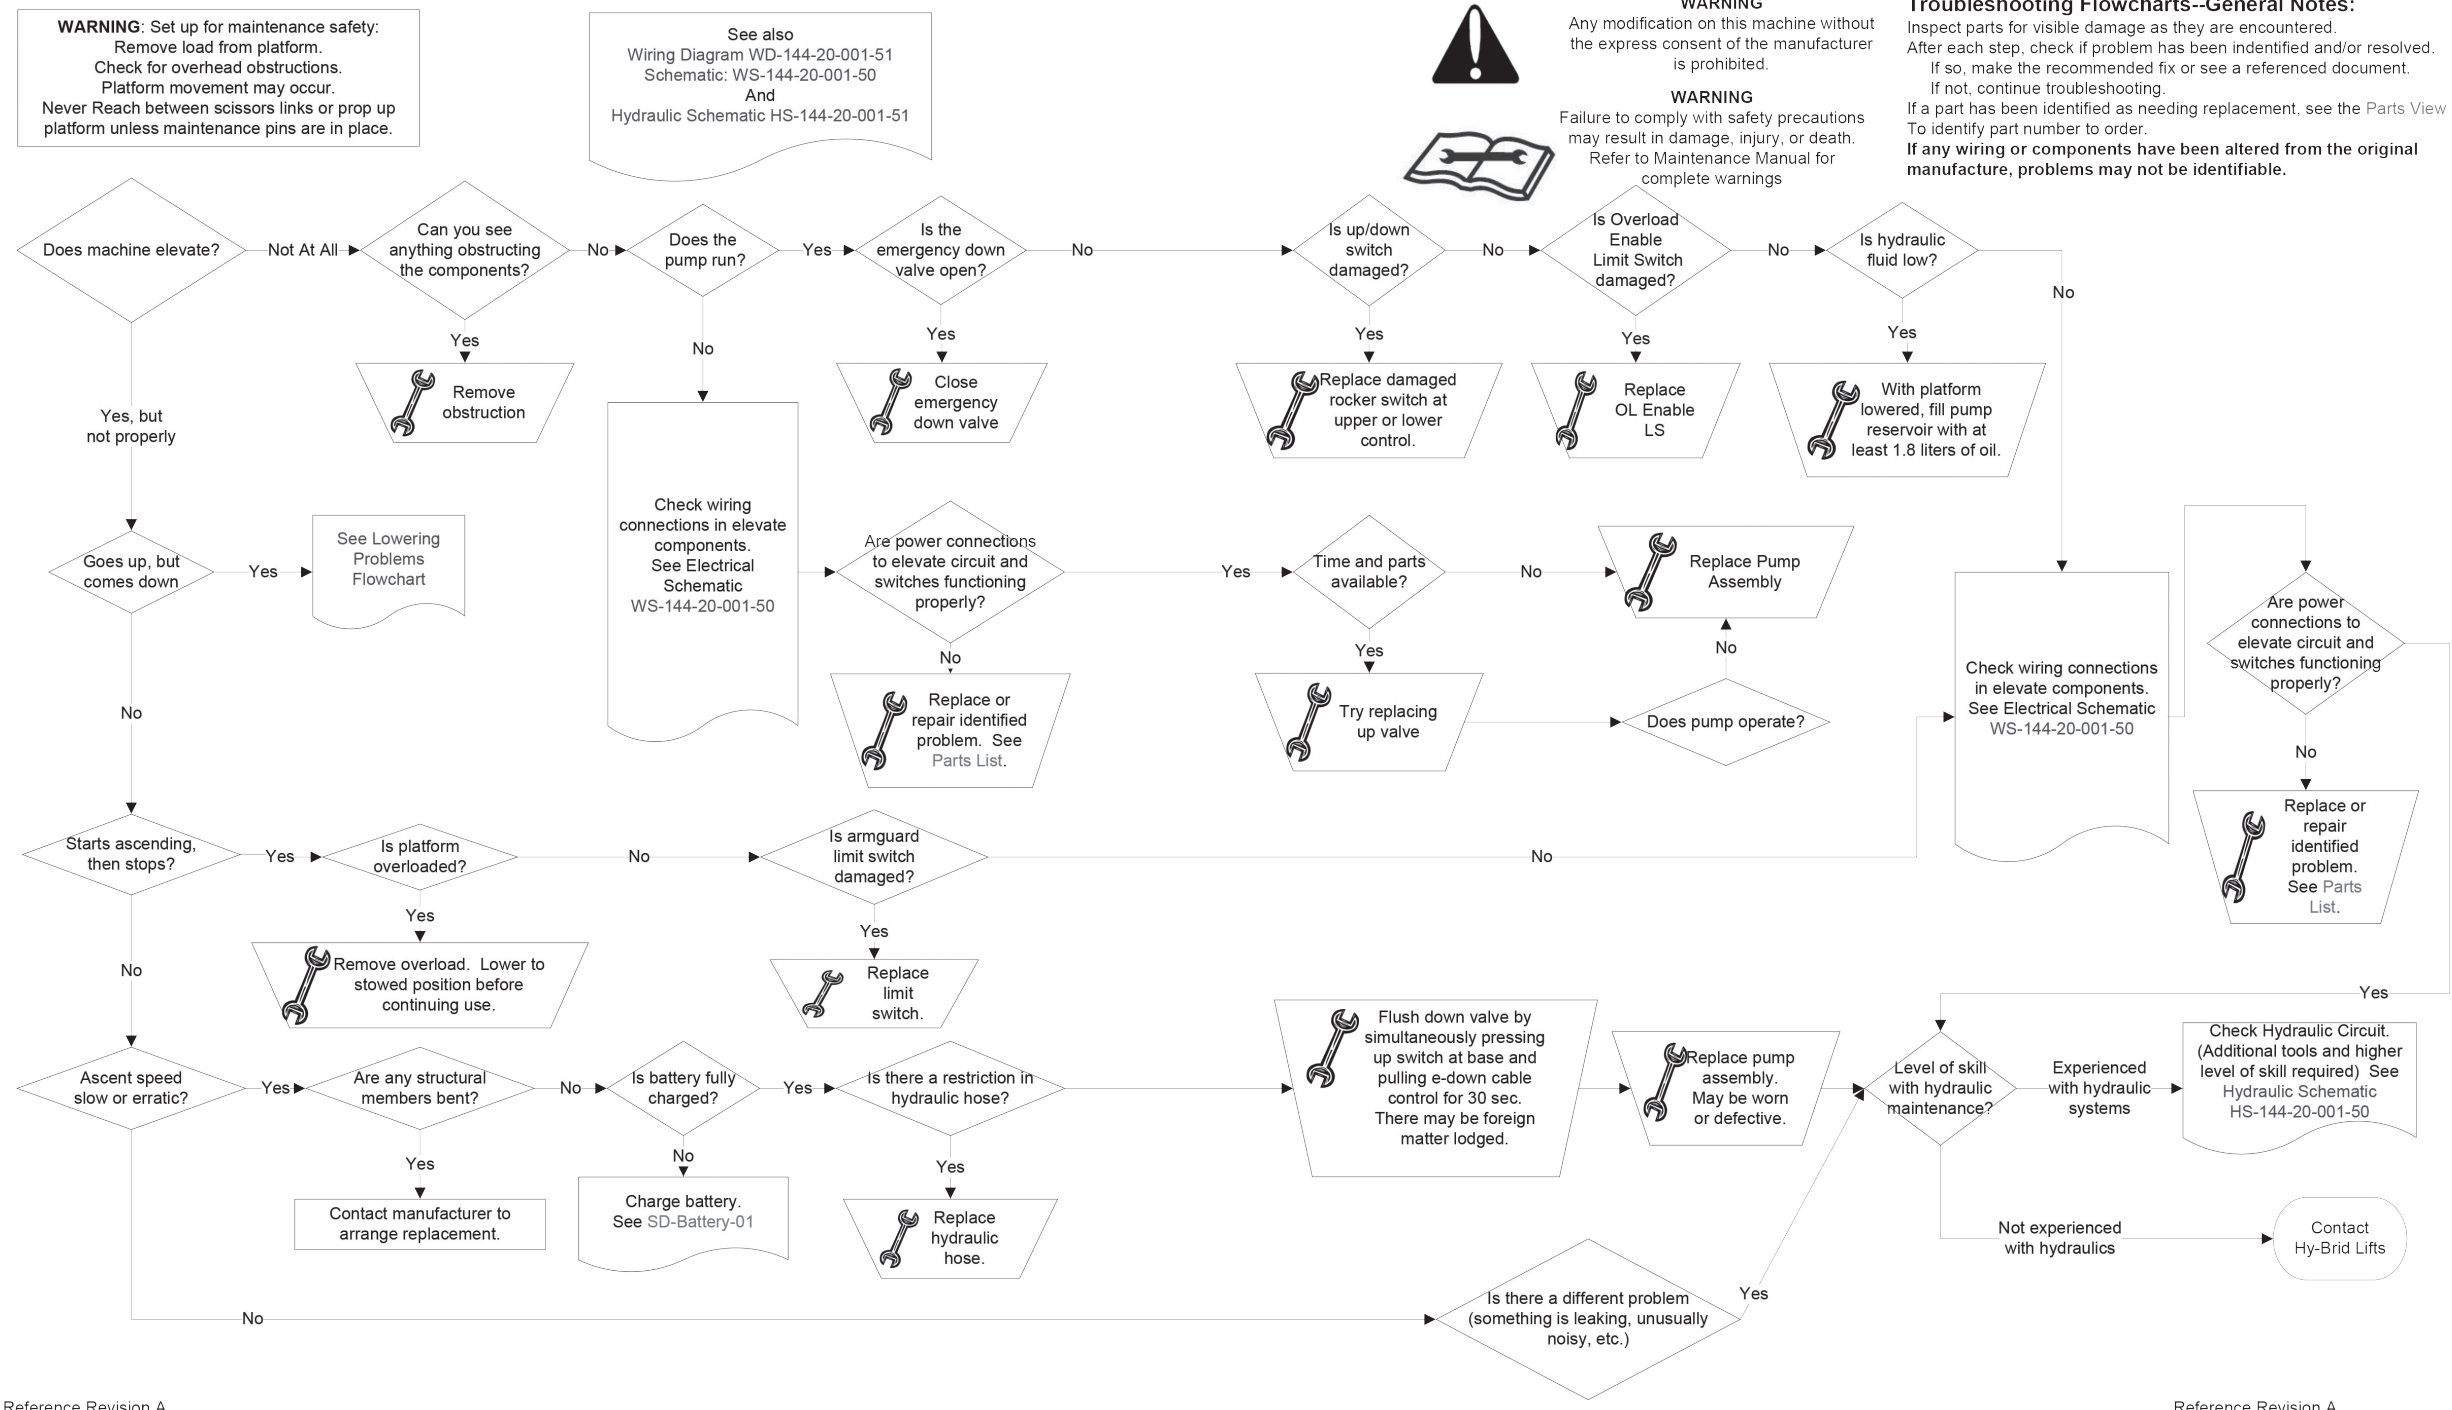 WARNING: Set up for maintenance safety:
Remove load from platform.
Check for overhead obstructions.
Platform movement may occur.
Never Reach between scissors links or prop up
platform unless maintenance pins are in place.
See also
Wiring Diagram WD-144-20-001-51
Schematic: WS-144-20-001-50
And
Hydraulic Schematic HS-144-20-001-51
WARNING
Any modification on this machine without
the express consent of the manufacturer
is prohibited.
WARNING
Failure to comply with safety precautions
may result in damage, injury, or death.
Refer to Maintenance Manual for
complete warnings
Troubleshooting Flowcharts--General Notes:
Inspect parts for visible damage as they are encountered.
After each step, check if problem has been indentified and/or resolved.
If so, make the recommended fix or see a referenced document.
If not, continue troubleshooting.
If a part has been identified as needing replacement, see the Parts View
To identify part number to order.
If any wiring or components have been altered from the original
manufacture, problems may not be identifiable.
Does machine elevate?
Not At All
Can you see
anything obstructing
the components?
No
Does the
pump run?
Yes
Is the
emergency down
valve open?
No
Is up/down
switch
damaged?
No
Is Overload
Enable
Limit Switch
damaged?
No
Is hydraulic
fluid low?
No
Yes
No
Yes
Yes
Yes
Yes
Remove
obstruction
Close
emergency
down valve
Replace damaged
rocker switch at
upper or lower
control.
Replace
OL Enable
LS
With platform
lowered, fill pump
reservoir with at
least 1.8 liters of oil.
Yes, but
not properly
Goes up, but
comes down
Yes
See Lowering
Problems
Flowchart
Check wiring
connections in elevate
components.
See Electrical
Schematic
WS-144-20-001-50
Are power connections
to elevate circuit and
switches functioning
properly?
Yes
Time and parts
available?
No
Replace Pump
Assembly
No
Yes
No
Replace or
repair identified
problem.  See
Parts List.
Try replacing
up valve
Does pump operate?
Check wiring connections
in elevate components.
See Electrical Schematic
WS-144-20-001-50
Are power
connections to
elevate circuit and
switches functioning
properly?
No
Replace or
repair
identified
problem.
See Parts
List.
No
Starts ascending,
then stops?
Yes
Is platform
overloaded?
No
Is armguard
limit switch
damaged?
No
Yes
Yes
Remove overload.  Lower to
stowed position before
continuing use.
Replace
limit
switch.
No
Yes
Ascent speed
slow or erratic?
Yes
Are any structural
members bent?
No
Is battery fully
charged?
Yes
Is there a restriction in
hydraulic hose?
Flush down valve by
simultaneously pressing
up switch at base and
pulling e-down cable
control for 30 sec.
There may be foreign
matter lodged.
Replace pump
assembly.
May be worn
or defective.
Level of skill
with hydraulic
maintenance?
Experienced
with hydraulic
systems
Check Hydraulic Circuit.
(Additional tools and higher
level of skill required)  See
Hydraulic Schematic
HS-144-20-001-50
Yes
No
Yes
Contact manufacturer to
arrange replacement.
Charge battery.
See SD-Battery-01
Replace
hydraulic
hose.
Not experienced
with hydraulics
Contact
Hy-Brid Lifts
No
Is there a different problem
(something is leaking, unusually
noisy, etc.)
Yes
Reference Revision A
Reference Revision A